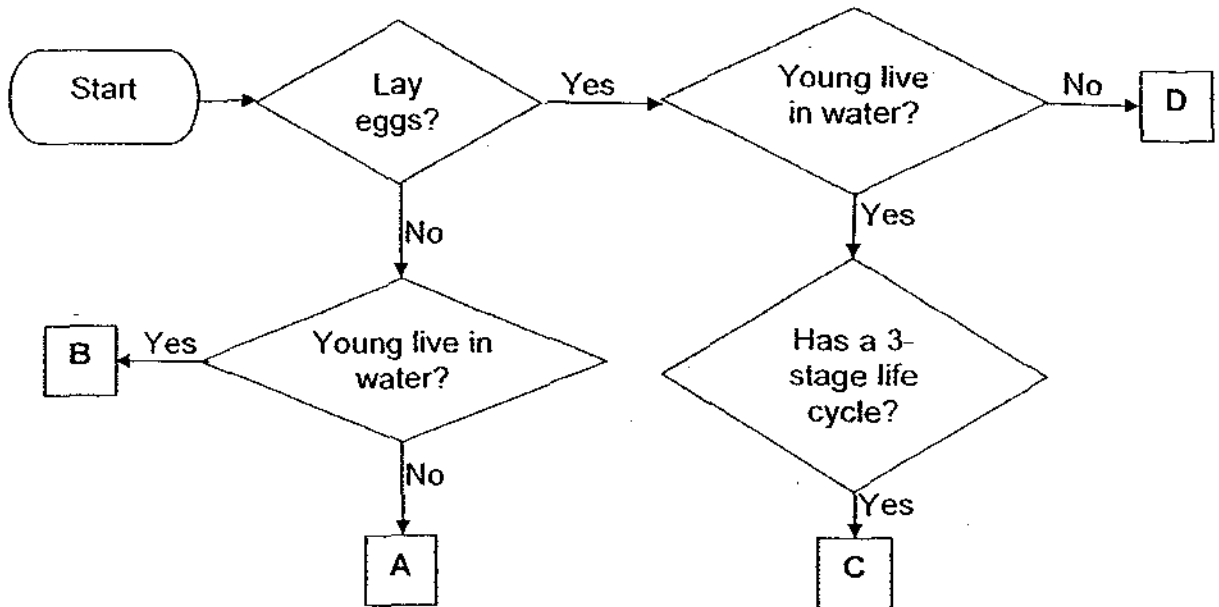 Start
Lay
eggs?
Yes
Young live
in water?
No
D
No
Yes
B
Yes
Young live in
water?
Has a 3-
stage life
cycle?
No
Yes
A
C